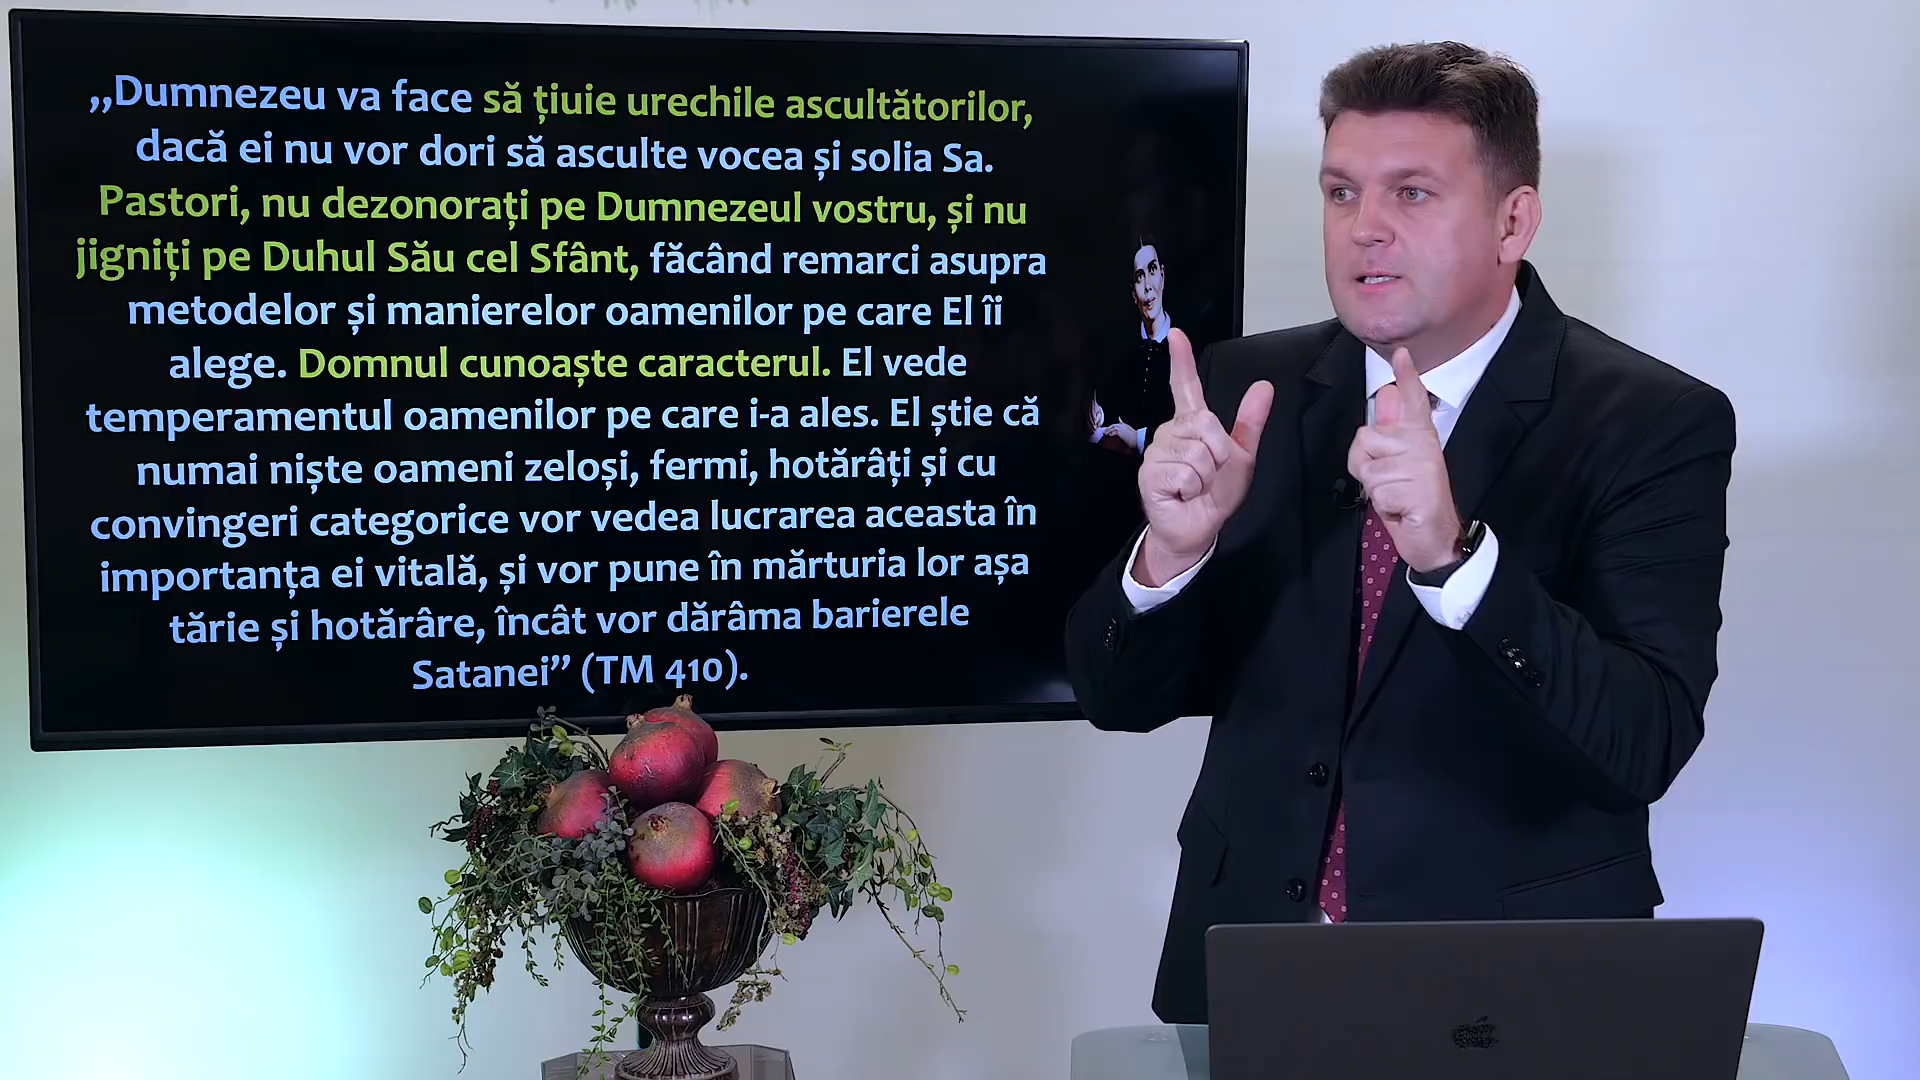 „Dumnezeu va face să țiuie urechile ascultătorilor,
dacă ei nu vor dori să asculte vocea și solia Sa.
Pastori, nu dezonorați pe Dumnezeul vostru, și nu
jigniți pe Duhul Său cel Sfânt, făcând remarci asupra
metodelor și manierelor oamenilor pe care El îi
alege. Domnul cunoaște caracterul. El vede
temperamentul oamenilor pe care i-a ales. El știe că
numai niște oameni zeloși, fermi, hotărâți și cu
convingeri categorice vor vedea lucrarea aceasta în
importanța ei vitală, și vor pune în mărturia lor așa
tărie și hotărâre, încât vor dărâma barierele
Satanei” (TM 410).